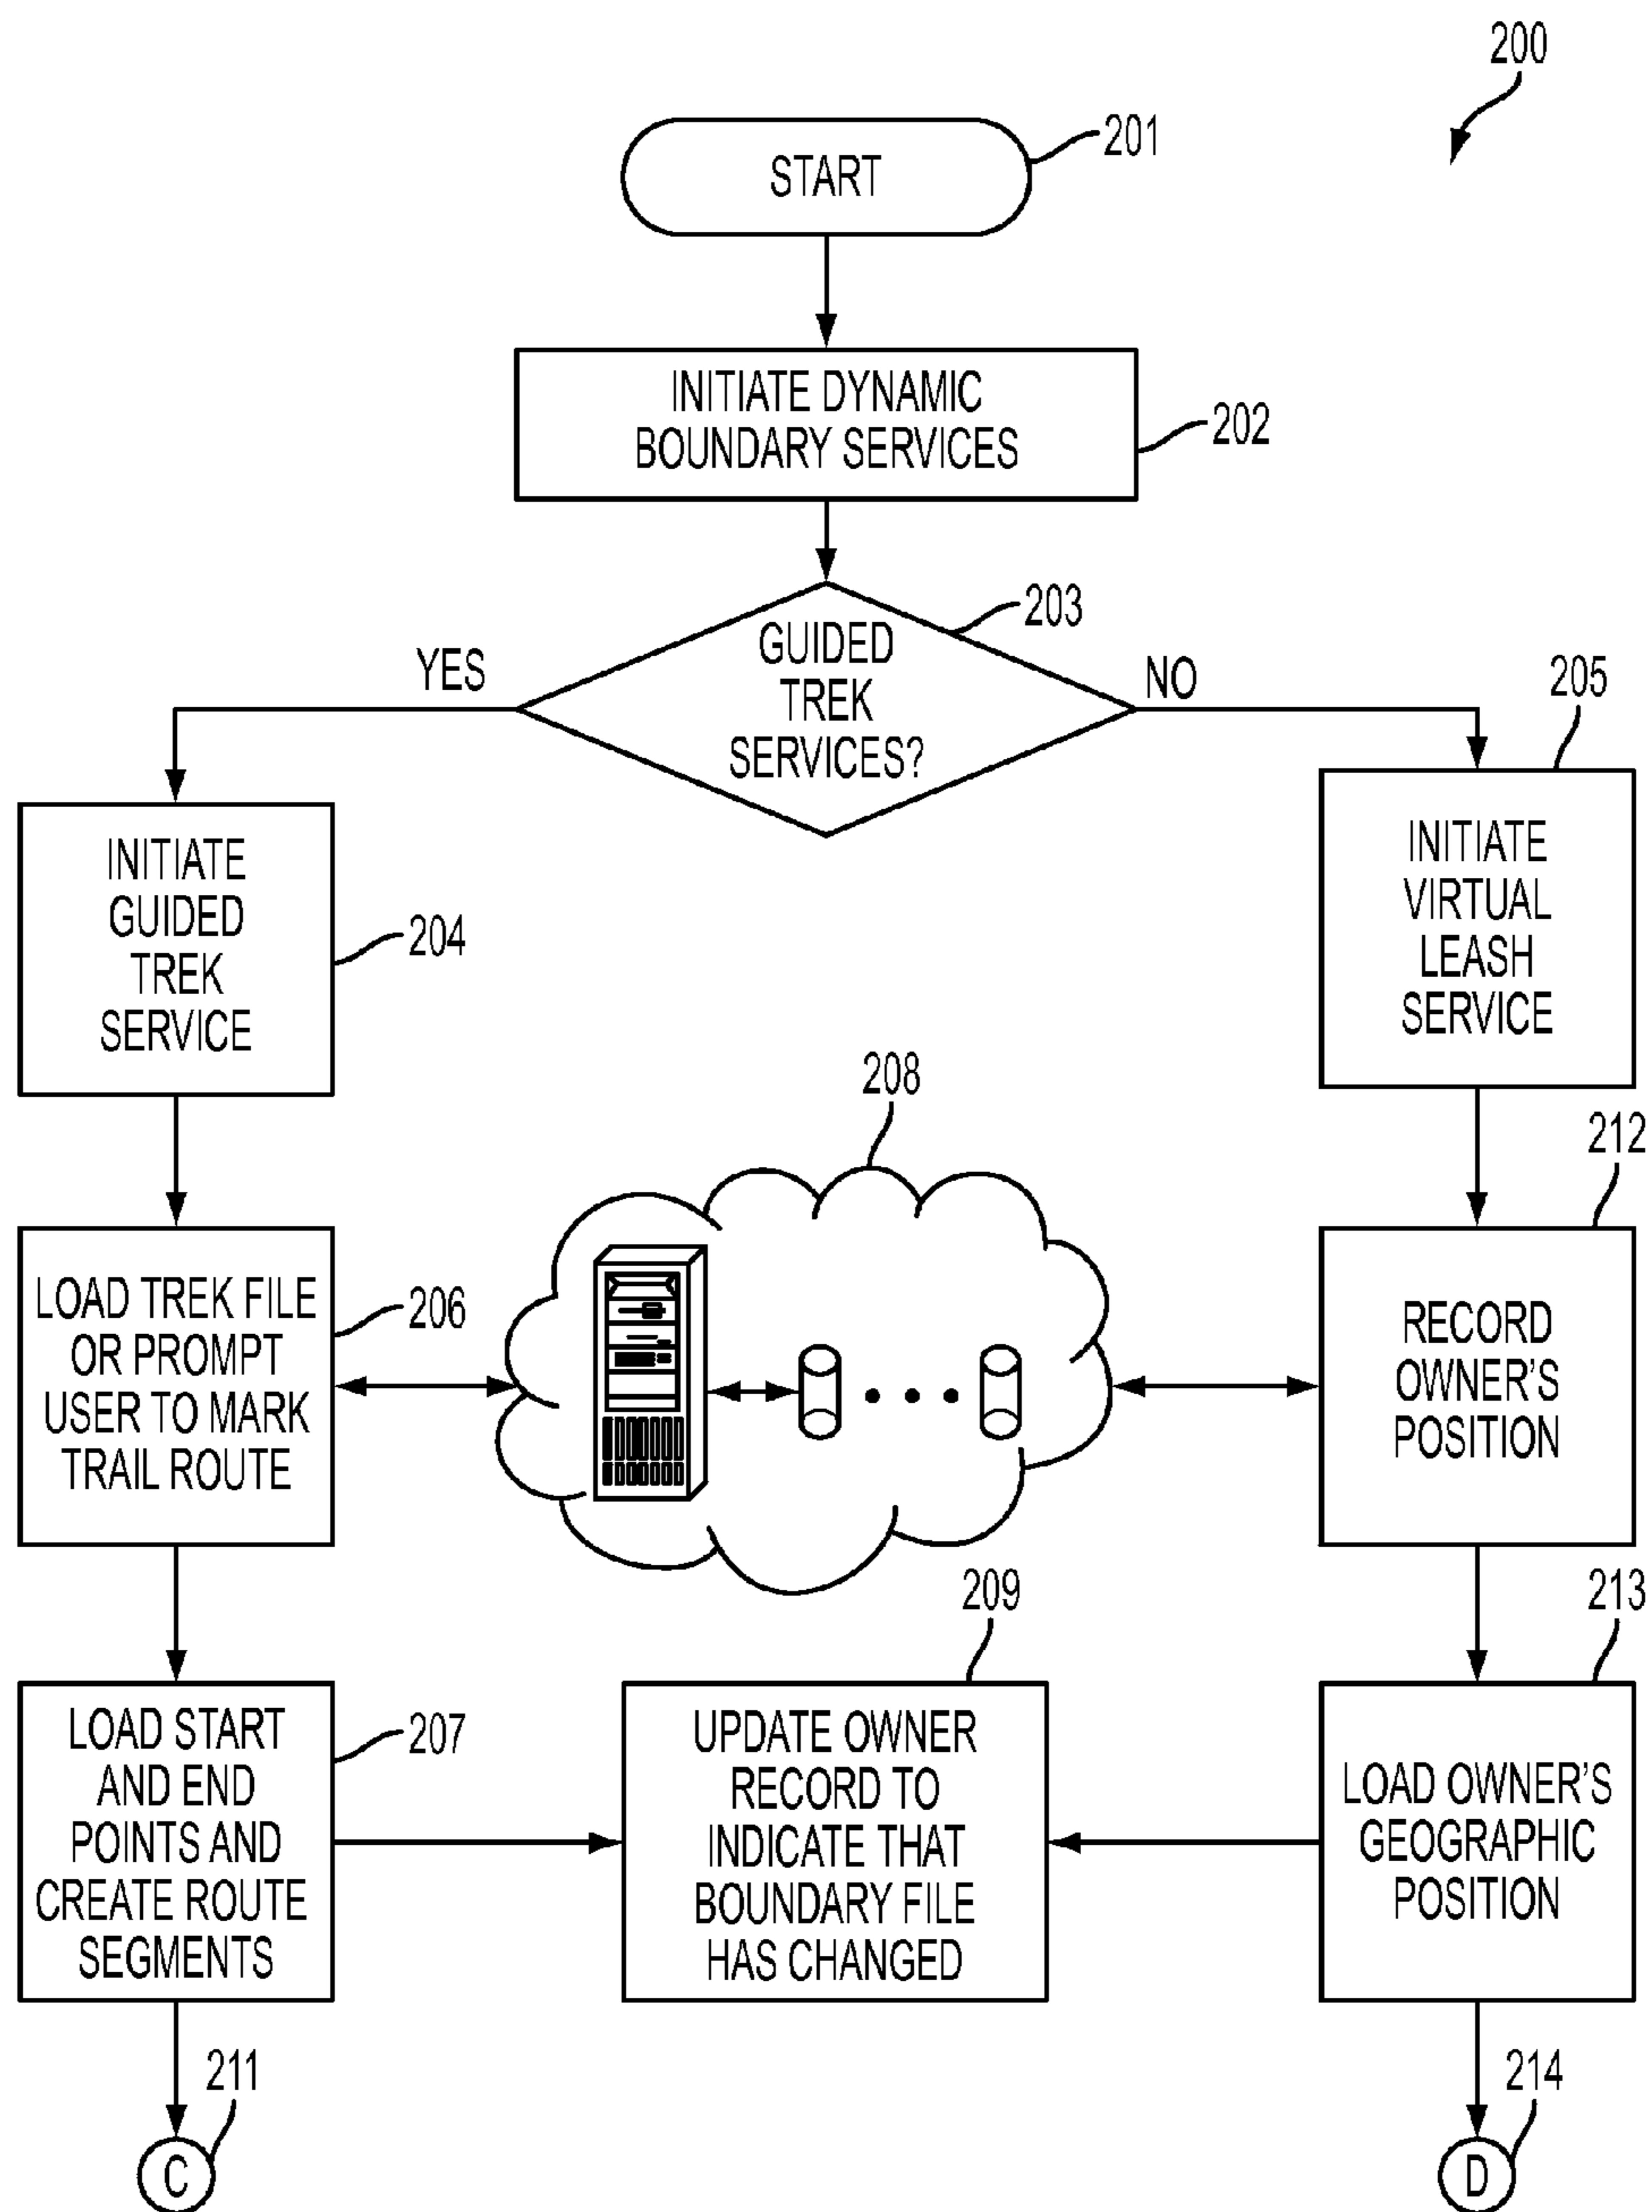 200
START
201
INITIATE DYNAMIC
BOUNDARY SERVICES
202
203
GUIDED
TREK
SERVICES?
YES
NO
205
INITIATE
GUIDED
TREK
SERVICE
204
INITIATE
VIRTUAL
LEASH
SERVICE
208
212
LOAD TREK FILE
OR PROMPT
USER TO MARK
TRAIL ROUTE
206
RECORD
OWNER'S
POSITION
209
213
LOAD START
AND END
POINTS AND
CREATE ROUTE
SEGMENTS
207
UPDATE OWNER
RECORD TO
INDICATE THAT
BOUNDARY FILE
HAS CHANGED
LOAD OWNER'S
GEOGRAPHIC
POSITION
211
214
C
D